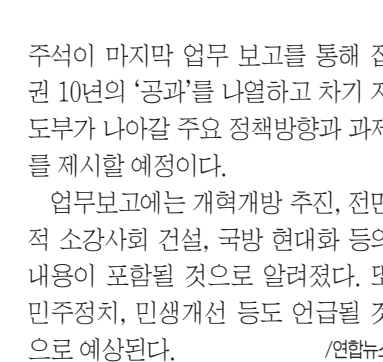 주석이 마지막 업무 보고를 통해 집
권 10년의 ‘공과’를 나열하고 차기 지
도부가 나아갈 주요 정책방향과 과제
를 제시할 예정이다.
업무보고에는 개혁개방 추진, 전면
적 소강사회 건설, 국방 현대화 등의
내용이 포함될 것으로 알려졌다. 또
민주정치, 민생개선 등도 언급될 것
으로 예상된다. /연합뉴스